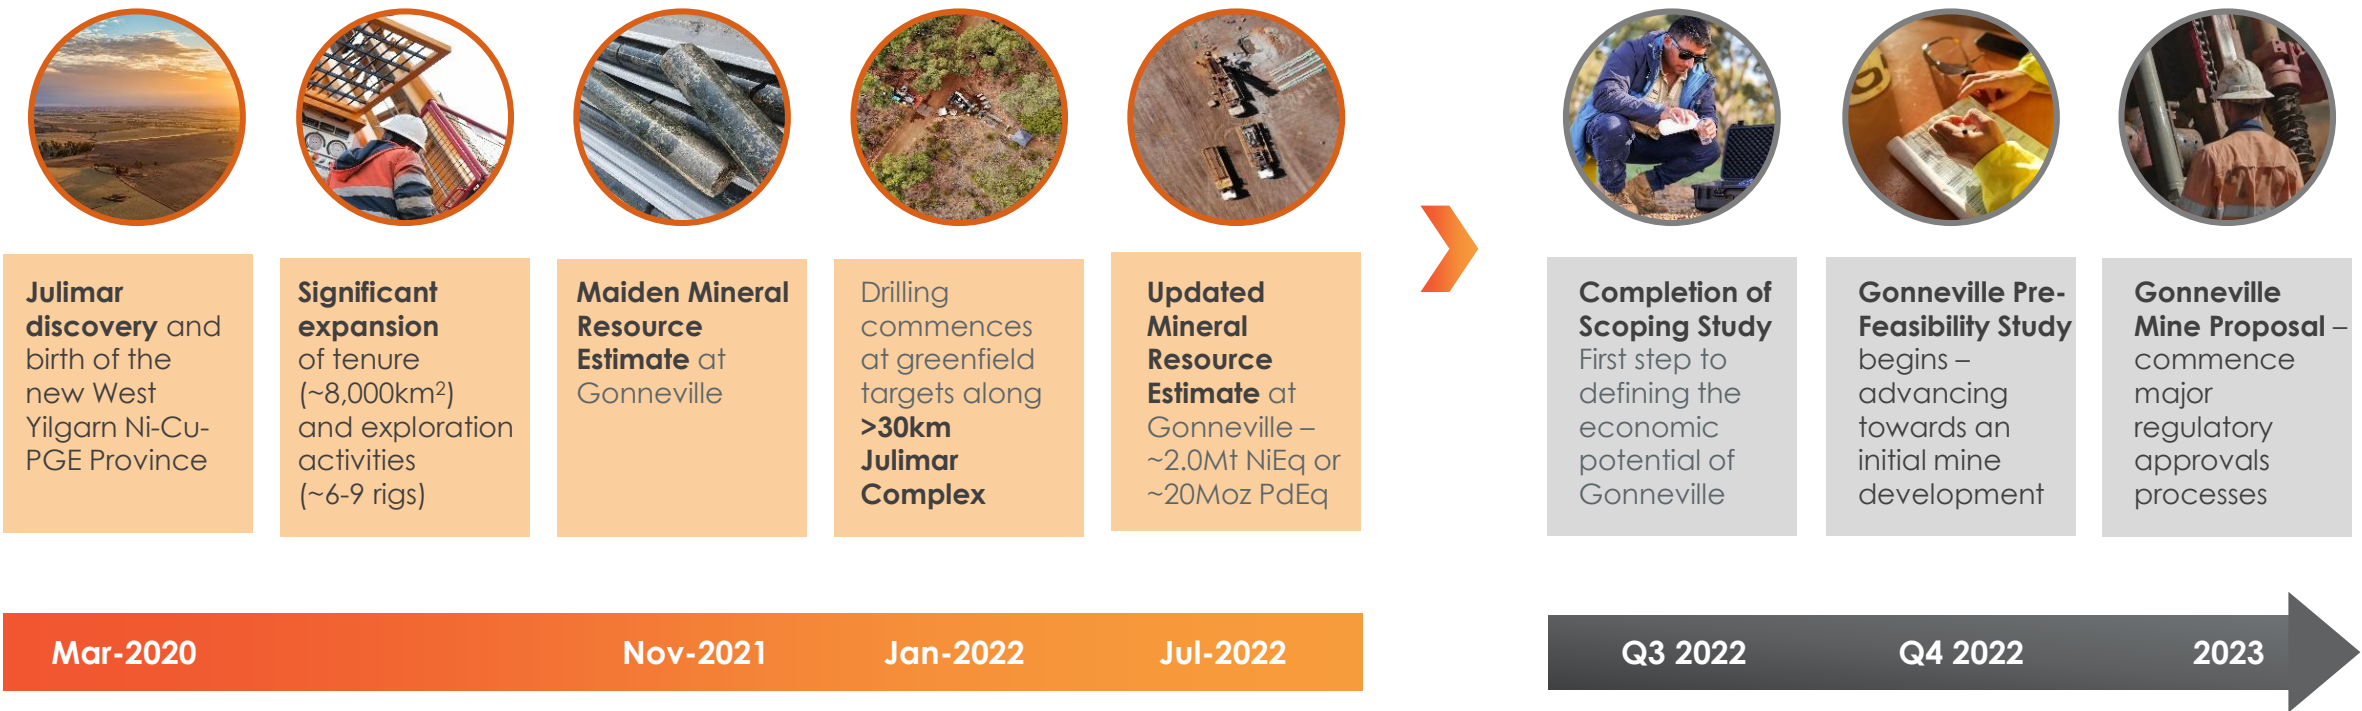 Julimar
discovery and
birth of the
new West
Yilgarn Ni-Cu-
PGE Province
Significant
expansion
of tenure
(~8,000km²)
and exploration
activities
(~6-9 rigs)
Maiden Mineral
Resource
Estimate at
Gonneville
Drilling
commences
at greenfield
targets along
>30km
Julimar
Complex
Updated
Mineral
Resource
Estimate at
Gonneville –
~2.0Mt NiEq or
~20Moz PdEq
Completion of
Scoping Study
First step to
defining the
economic
potential of
Gonneville
Gonneville Pre-
Feasibility Study
begins –
advancing
towards an
initial mine
development
Gonneville
Mine Proposal –
commence
major
regulatory
approvals
processes
Mar-2020
Nov-2021
Jan-2022
Jul-2022
Q3 2022
Q4 2022
2023